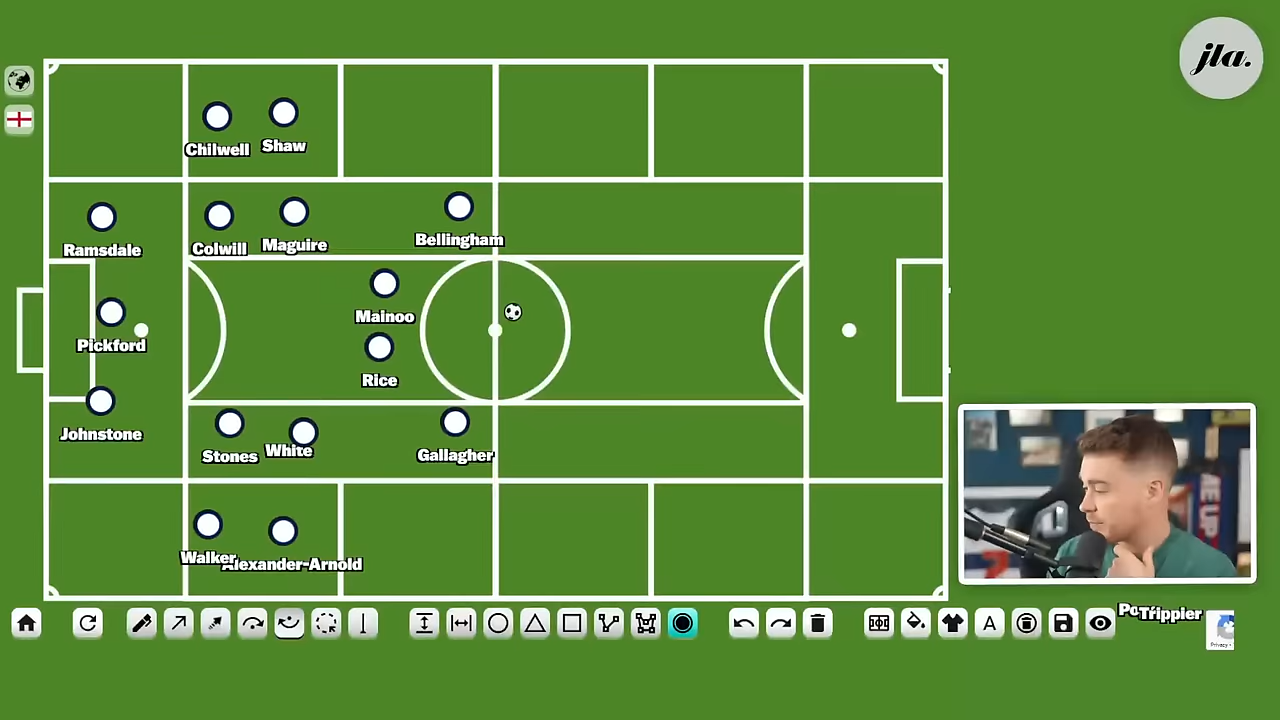 jla.
Chilwell
Shaw
Ramsdale
Colwill
Maguire
Bellingham
Mainoo
Pickford
Rice
Johnstone
Stones
White
Gallagher
Walker
Alexander-Arnold
Trippier
A